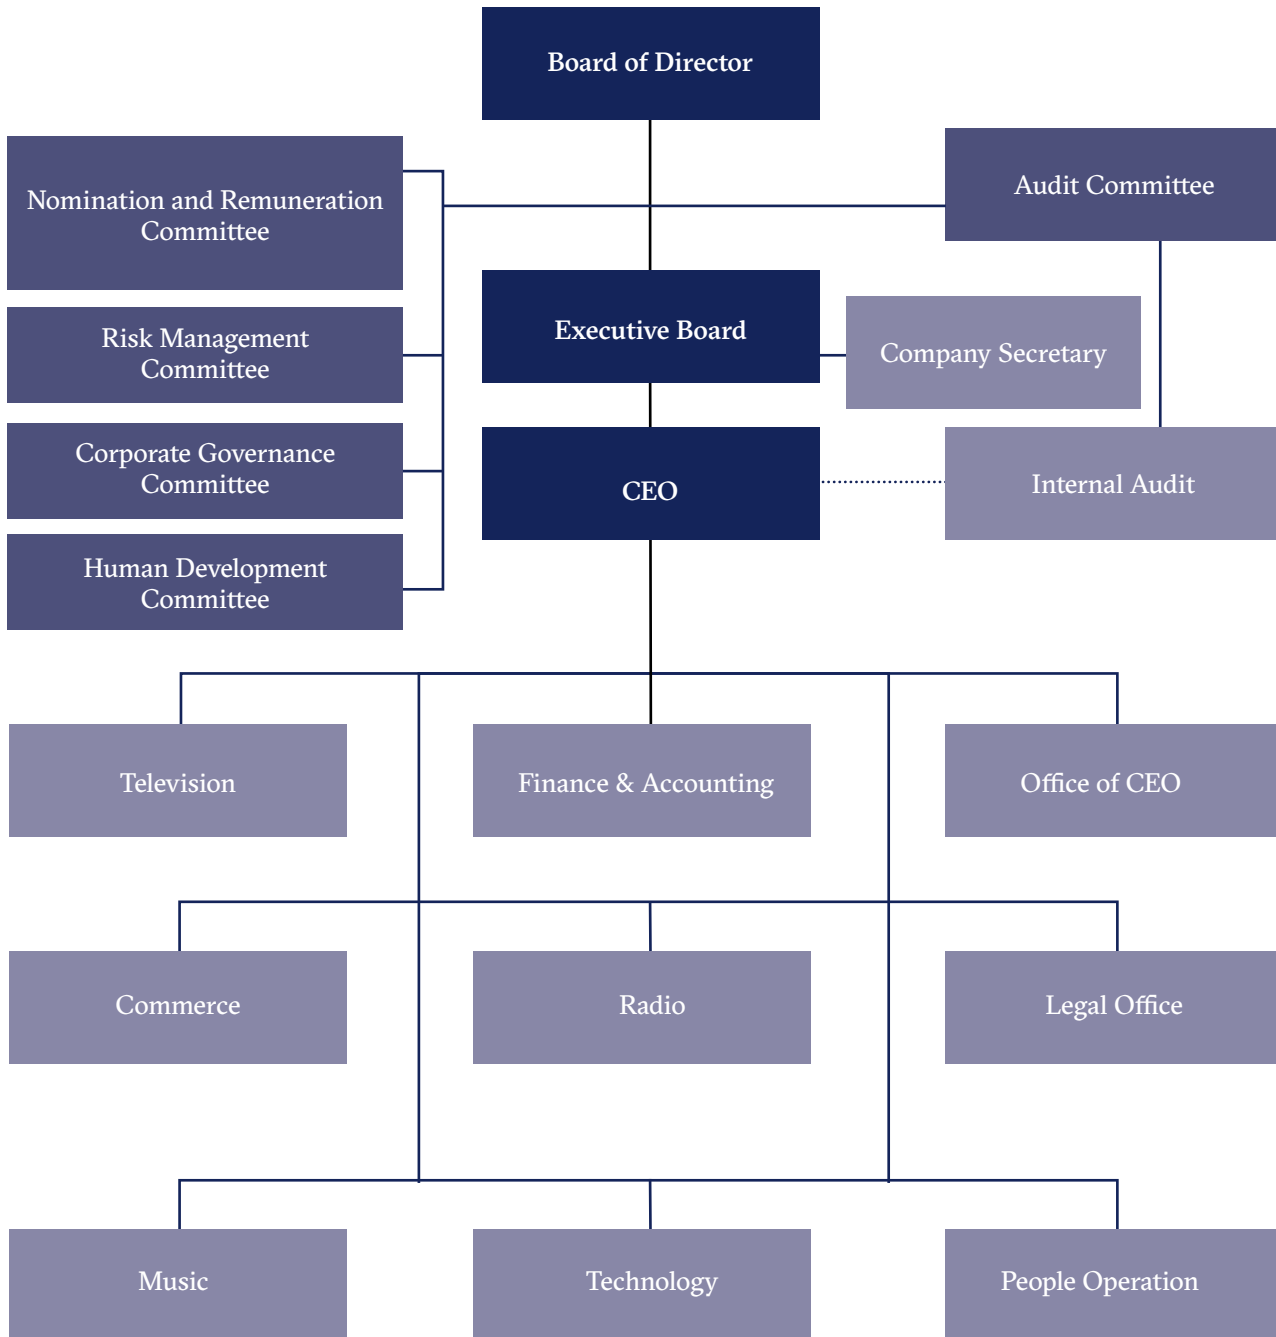 Board of Director
Nomination and Remuneration
Committee
Audit Committee
Risk Management
Committee
Executive Board
Company Secretary
Corporate Governance
Committee
CEO
Internal Audit
Human Development
Committee
Television
Finance & Accounting
Office of CEO
Commerce
Radio
Legal Office
Music
Technology
People Operation